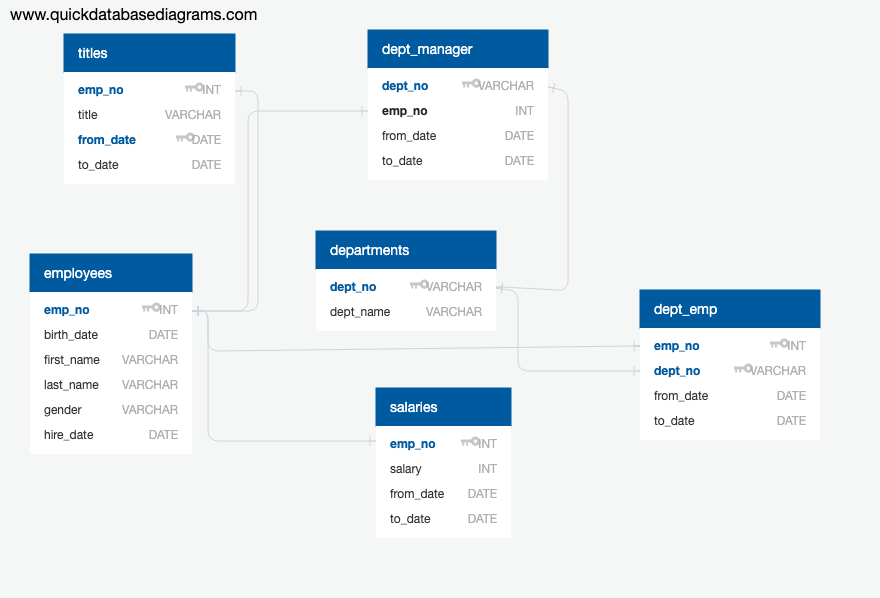 www.quickdatabasediagrams.com
titles
emp_no INT
title VARCHAR
from_date DATE
to_date DATE
dept_manager
dept_no VARCHAR
emp_no INT
from_date DATE
to_date DATE
departments
dept_no VARCHAR
dept_name VARCHAR
employees
emp_no INT
birth_date DATE
first_name VARCHAR
last_name VARCHAR
gender VARCHAR
hire_date DATE
dept_emp
emp_no INT
dept_no VARCHAR
from_date DATE
to_date DATE
salaries
emp_no INT
salary INT
from_date DATE
to_date DATE